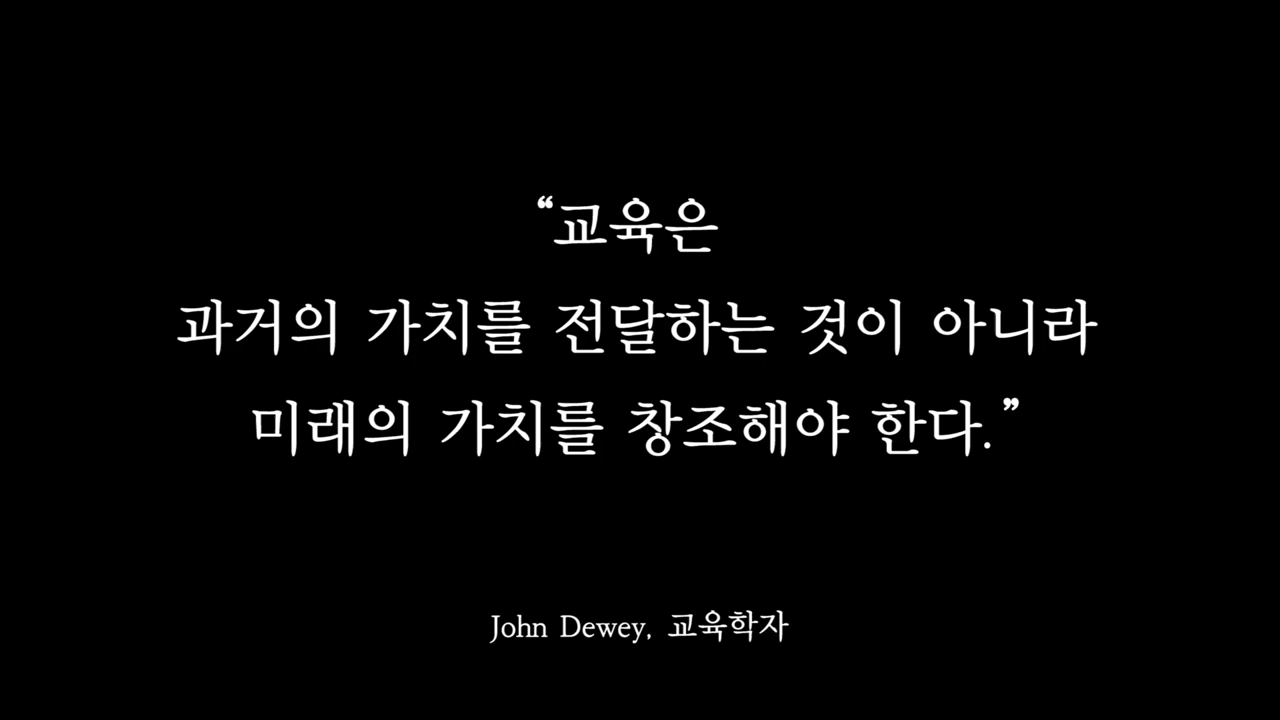 “교육은
과거의 가치를 전달하는 것이 아니라
미래의 가치를 창조해야 한다.”
John Dewey, 교육학자